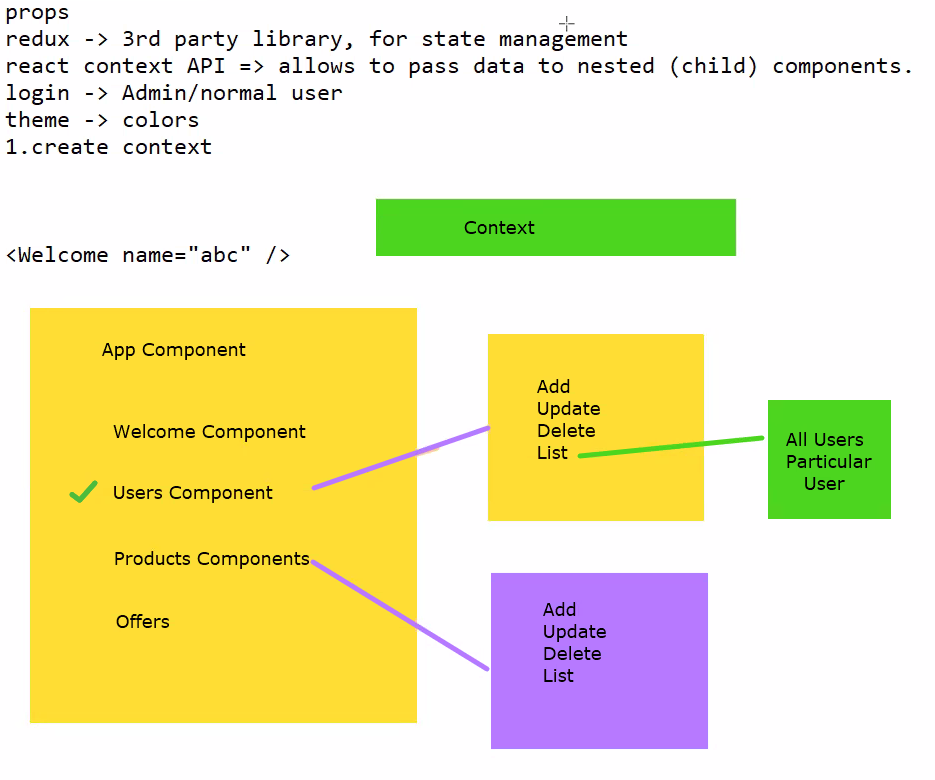 props
redux -> 3rd party library, for state management
react context API => allows to pass data to nested (child) components.
login -> Admin/normal user
theme -> colors
1.create context
Context
<Welcome name="abc" />
App Component
Welcome Component
Users Component
Products Components
Offers
Add
Update
Delete
List
All Users
Particular
User
Add
Update
Delete
List